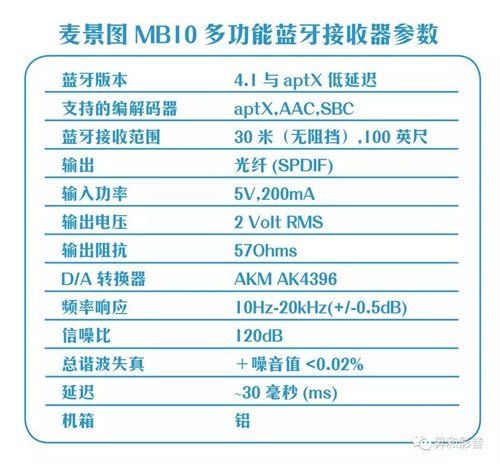 麦景图 MB10 多功能蓝牙接收器参数
蓝牙版本 4.1 与 aptX 低延迟
支持的编解码器 aptX,AAC,SBC
蓝牙接收范围 30 米（无阻挡）,100 英尺
输出 光纤 (SPDIF)
输入功率 5V,200mA
输出电压 2 Volt RMS
输出阻抗 57Ohms
D/A 转换器 AKM AK4396
频率响应 10Hz-20kHz(+/-0.5dB)
信噪比 120dB
总谐波失真 ＋噪音值 <0.02%
延迟 ~30 毫秒 (ms)
机箱 铝
昇和影音